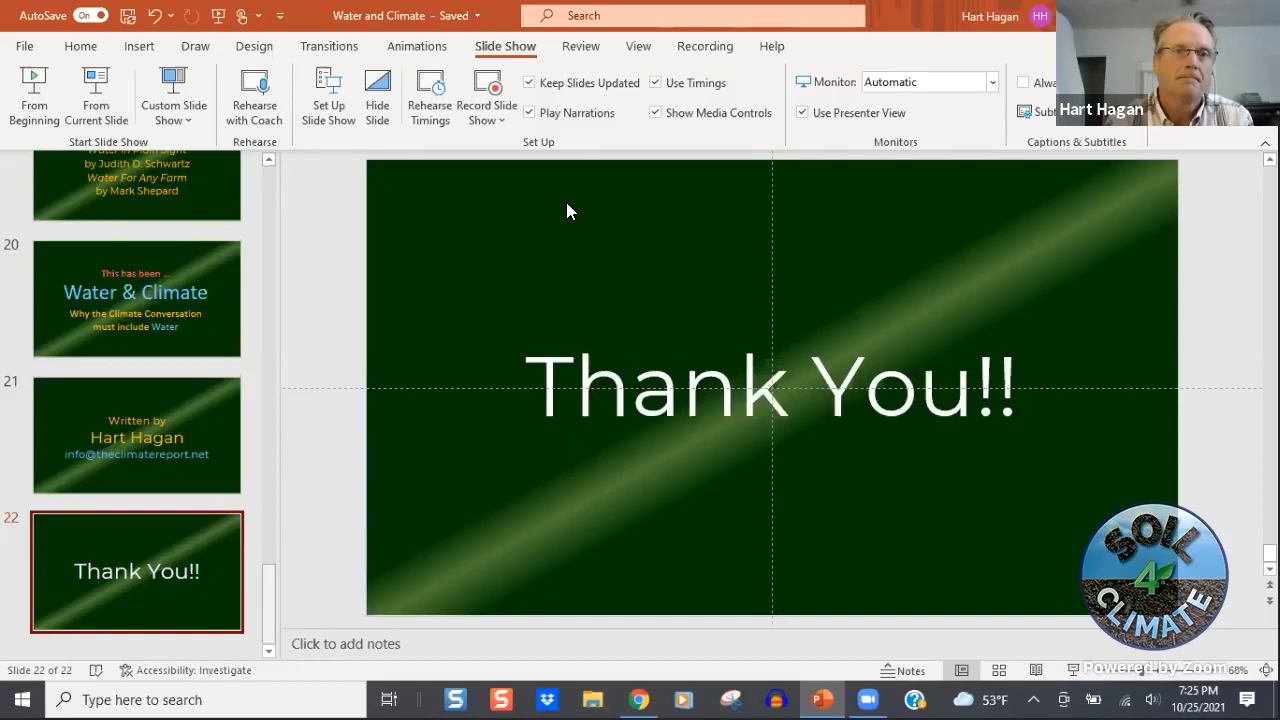 AutoSave On
Water and Climate - Saved
Search
Hart Hagan HH
File Home Insert Draw Design Transitions Animations Slide Show Review View Recording Help
From Beginning
From Current Slide
Custom Slide Show
Start Slide Show
Rehearse with Coach
Rehearse
Set Up Slide Show
Hide Slide
Rehearse Timings
Record Slide Show
Keep Slides Updated
Play Narrations
Use Timings
Show Media Controls
Set Up
Monitor: Automatic
Use Presenter View
Monitors
Captions & Subtitles
Hart Hagan
Water in Plain Sight
by Judith D. Schwartz
Water For Any Farm
by Mark Shepard
20
This has been ...
Water & Climate
Why the Climate Conversation
must include Water
21
Written by
Hart Hagan
info@theclimatereport.net
22
Thank You!!
Thank You!!
SOIL
4
CLIMATE
Powered by Zoom
Click to add notes
Slide 22 of 22
Accessibility: Investigate
Notes
68%
Type here to search
53°F
7:25 PM
10/25/2021